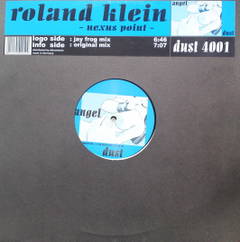 roland klein
- nexus point -
logo side : jay frog mix 6:46
info side : original mix 7:07
angel
dust
dust 4001
angel
dust